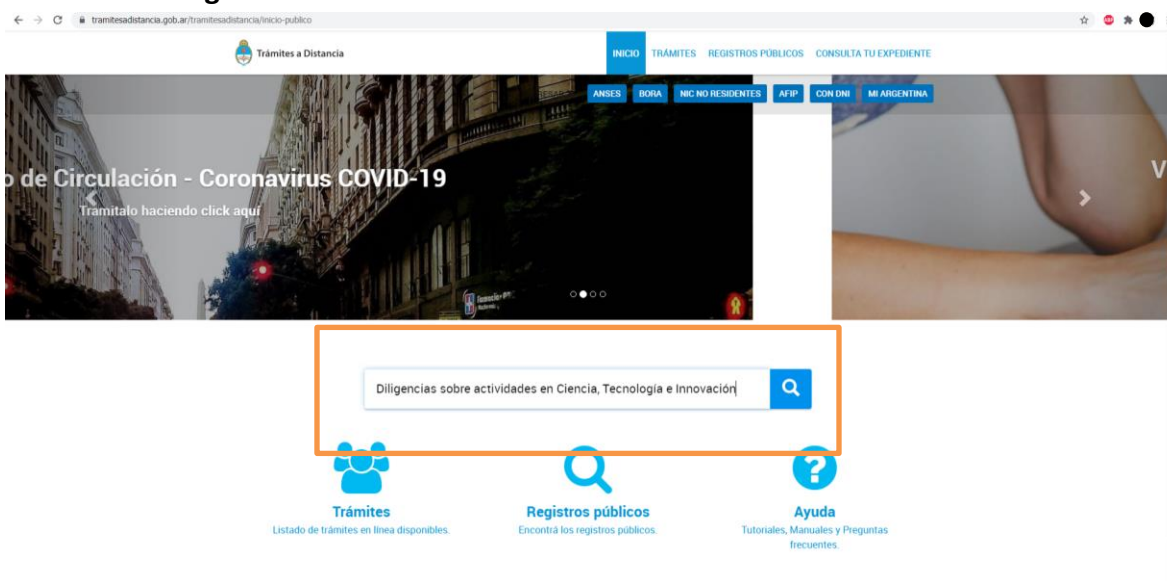 tramitesadistancia.gob.ar/tramitesadistancia/inicio-publico
Trámites a Distancia
INICIO TRÁMITES REGISTROS PÚBLICOS CONSULTA TU EXPEDIENTE
ANSES BORA NIC NO RESIDENTES AFIP CON DNI MI ARGENTINA
o de Circulación - Coronavirus COVID-19
V
Tramitalo haciendo click aquí
Diligencias sobre actividades en Ciencia, Tecnología e Innovación
Trámites
Listado de trámites en línea disponibles.
Registros públicos
Encontrá los registros públicos.
Ayuda
Tutoriales, Manuales y Preguntas
frecuentes.